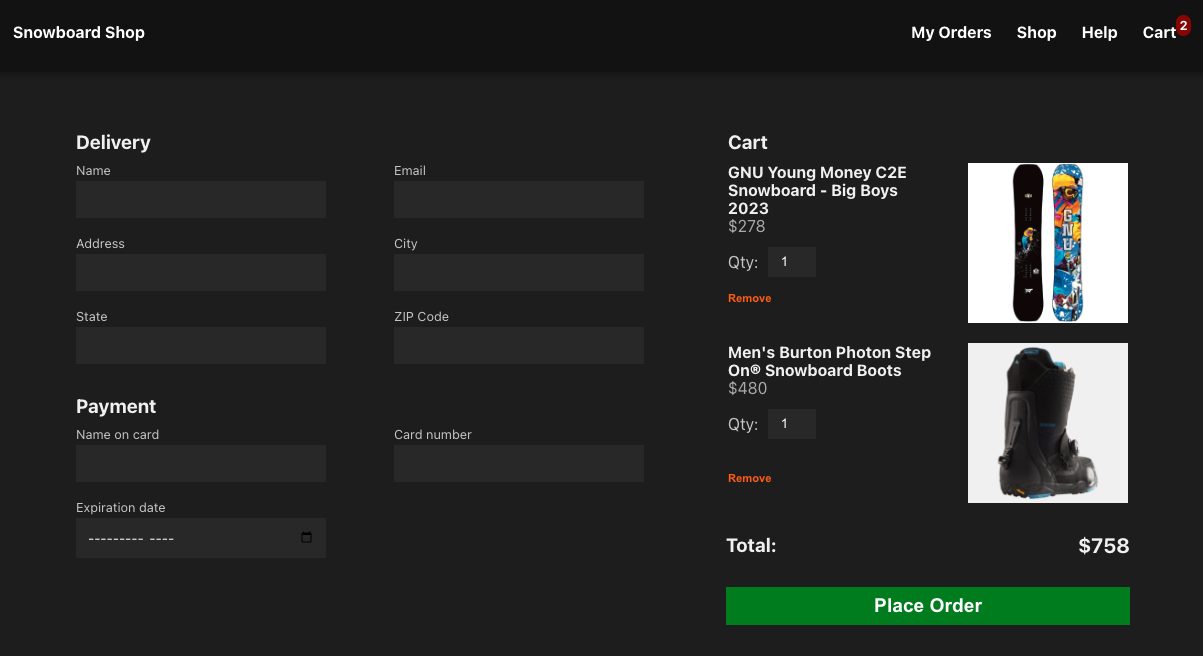 Snowboard Shop
My Orders Shop Help Cart 2
Delivery
Name Email
Address City
State ZIP Code
Payment
Name on card Card number
Expiration date
--------- ----
Cart
GNU Young Money C2E
Snowboard - Big Boys
2023
$278
Qty: 1
Remove
GNU
Men's Burton Photon Step
On® Snowboard Boots
$480
Qty: 1
Remove
Total: $758
Place Order